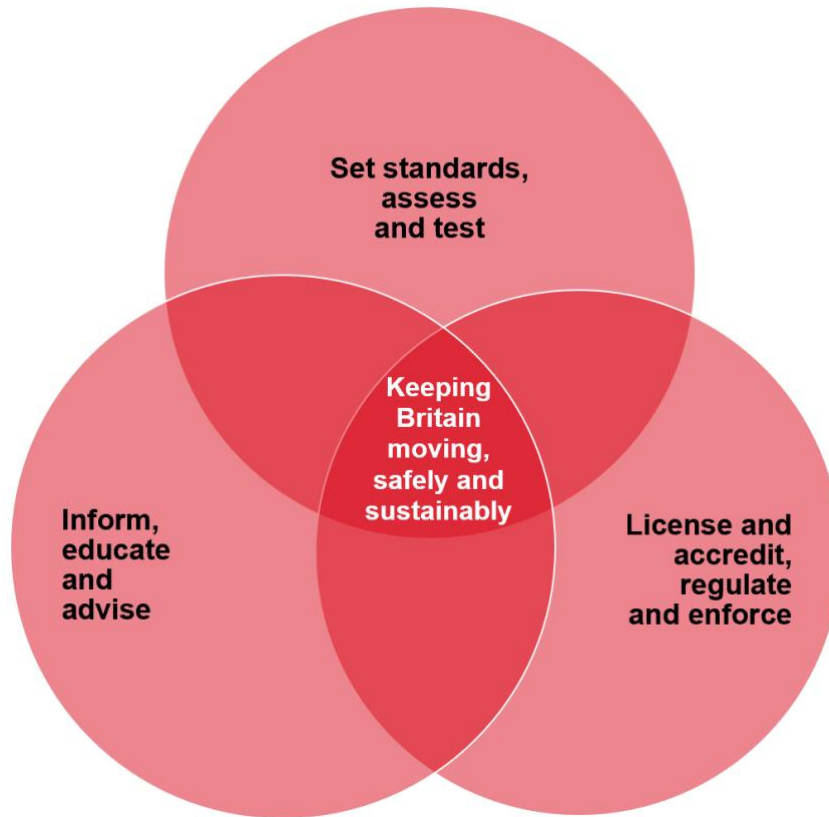 Set standards,
assess
and test
Keeping
Britain
moving,
safely and
sustainably
Inform,
educate
and
advise
License and
accredit,
regulate
and enforce